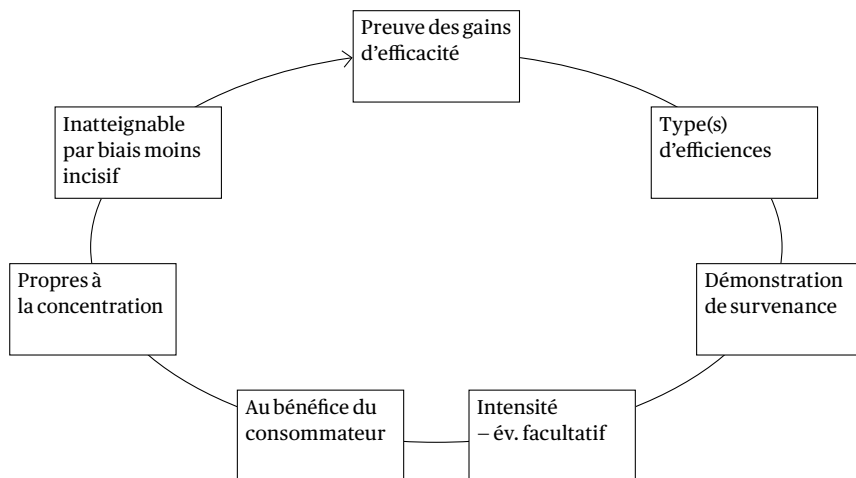 Preuve des gains
d’efficacité
Type(s)
d’efficiences
Démonstration
de survenance
Intensité
– év. facultatif
Au bénéfice du
consommateur
Propres à
la concentration
Inatteignable
par biais moins
incisif